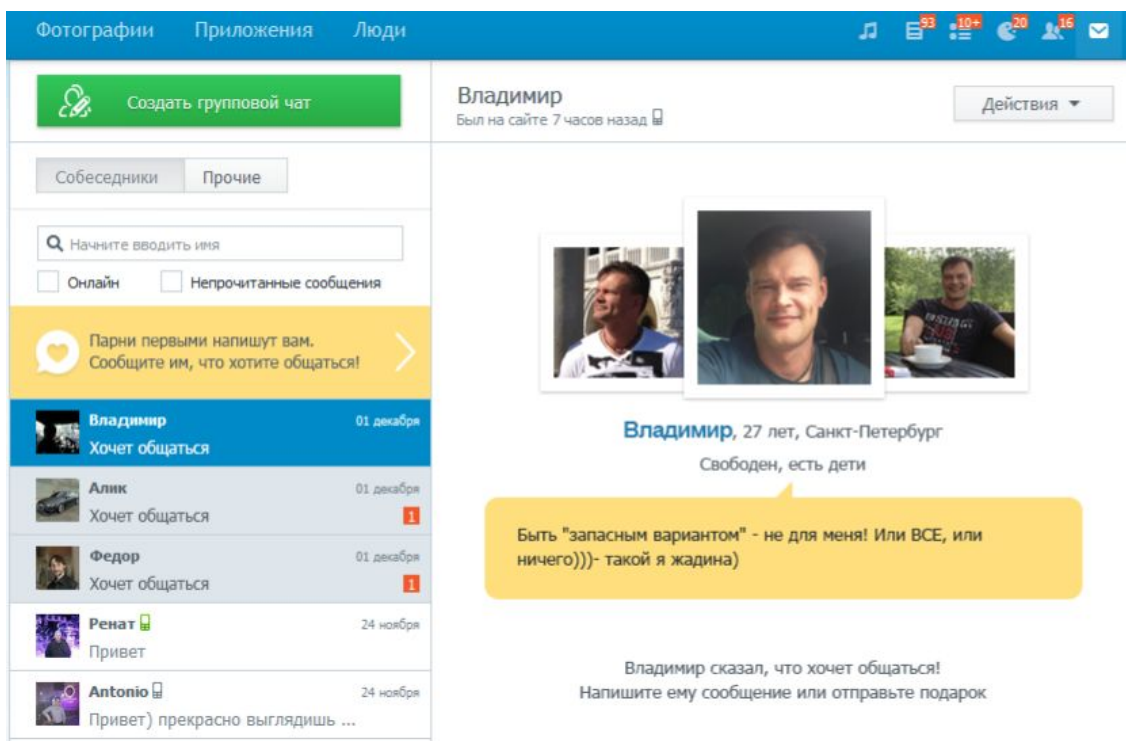 Фотографии Приложения Люди
93 10+ 20 16
Создать групповой чат
Владимир
Был на сайте 7 часов назад
Действия
Собеседники Прочие
Начните вводить имя
Онлайн Непрочитанные сообщения
Парни первыми напишут вам.
Сообщите им, что хотите общаться!
Владимир 01 декабря
Хочет общаться
Алик 01 декабря
Хочет общаться 1
Федор 01 декабря
Хочет общаться 1
Ренат 24 ноября
Привет
Antonio 24 ноября
Привет) прекрасно выглядишь ...
Владимир, 27 лет, Санкт-Петербург
Свободен, есть дети
Быть "запасным вариантом" - не для меня! Или ВСЕ, или
ничего)))- такой я жадина)
Владимир сказал, что хочет общаться!
Напишите ему сообщение или отправьте подарок